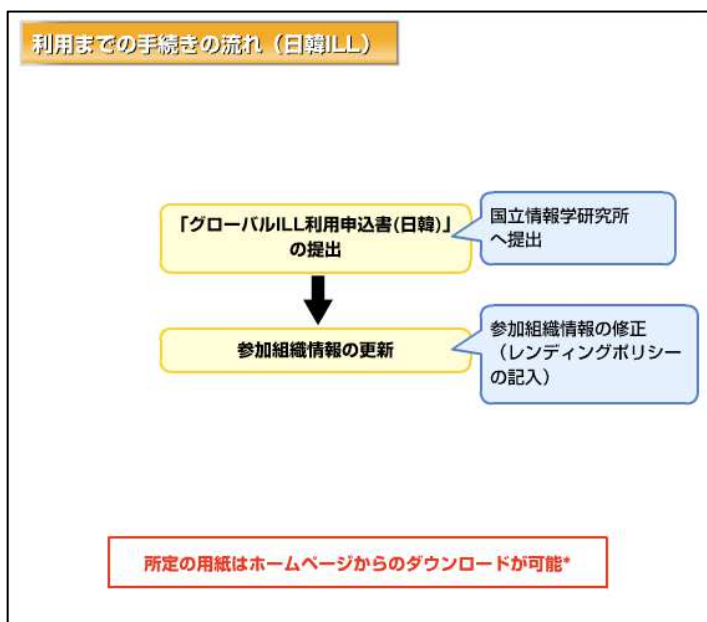 利用までの手続きの流れ（日韓ILL）
「グローバルILL利用申込書(日韓)」
の提出
国立情報学研究所
へ提出
参加組織情報の更新
参加組織情報の修正
（レンディングポリシー
の記入）
所定の用紙はホームページからのダウンロードが可能*